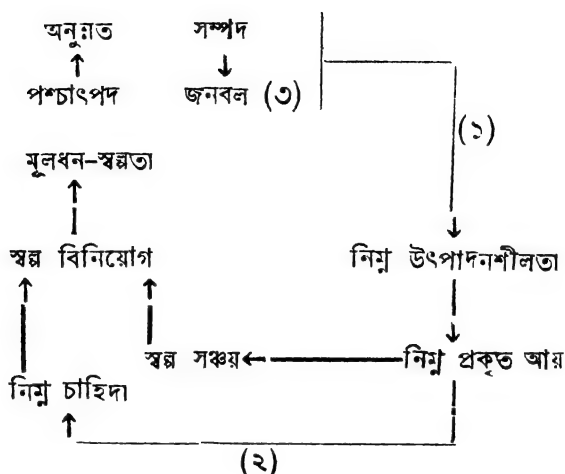 অনুন্নত সম্পদ
পশ্চাৎপদ জনবল (৩)
(১)
মূলধন-স্বল্পতা
স্বল্প বিনিয়োগ নিম্ন উৎপাদনশীলতা
স্বল্প সঞ্চয় নিম্ন প্রকৃত আয়
নিম্ন চাহিদা
(২)